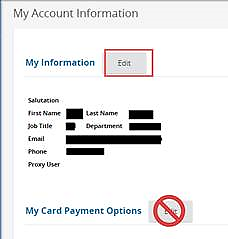 My Account Information
My Information Edit
Salutation
First Name Last Name
Job Title Department
Email
Phone
Proxy User
My Card Payment Options Edit